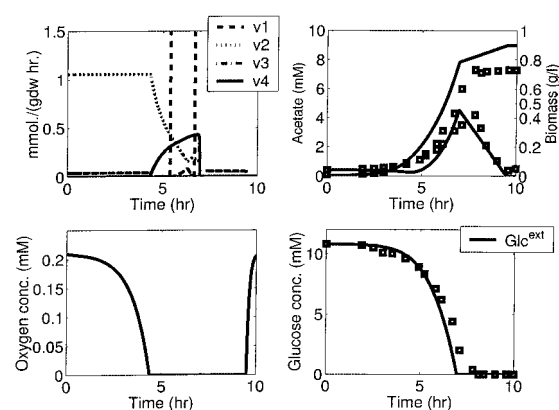 mmol./(gdw hr.)
1.5
1
0.5
0
0
5
10
Time (hr)
v1
v2
v3
v4
Acetate (mM)
10
8
6
4
2
0
0
5
10
Time (hr)
1
0.8
0.6
0.5
0.4
0.2
0
Biomass (g/l)
Oxygen conc. (mM)
0.2
0.15
0.1
0.05
0
0
5
10
Time (hr)
Glucose conc. (mM)
10
5
0
0
5
10
Time (hr)
Glc^ext